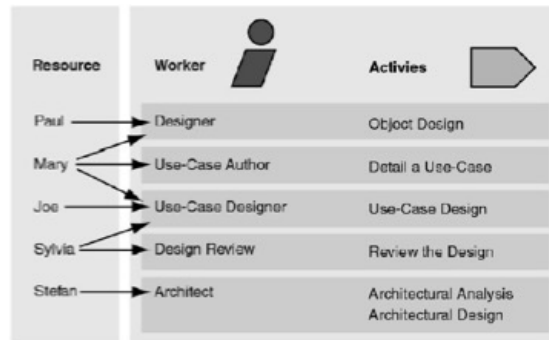 Resource Worker Activies
Paul Designer Object Design
Mary Use-Case Author Detail a Use-Case
Joe Use-Case Designer Use-Case Design
Sylvia Design Review Review the Design
Stefan Architect Architectural Analysis
Architectural Design